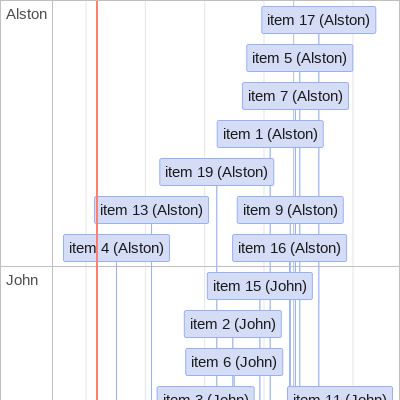 Alston
item 17 (Alston)
item 5 (Alston)
item 7 (Alston)
item 1 (Alston)
item 19 (Alston)
item 13 (Alston)
item 9 (Alston)
item 4 (Alston)
item 16 (Alston)
John
item 15 (John)
item 2 (John)
item 6 (John)
item 3 (John)
item 11 (John)